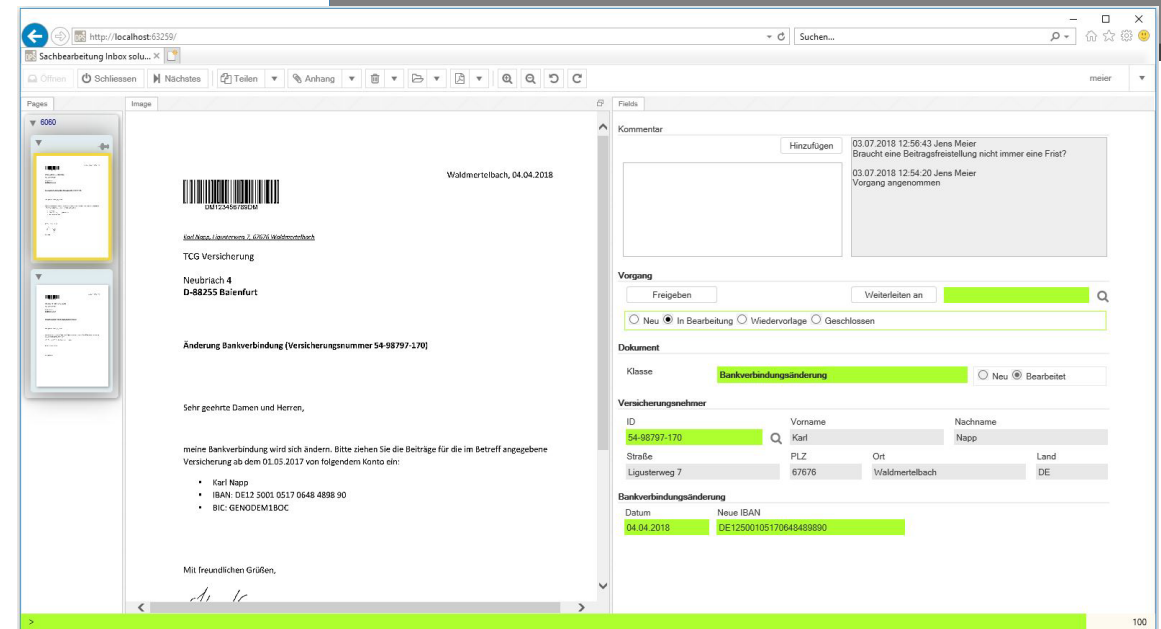 http://localhost:63259/
Suchen...
Sachbearbeitung Inbox solu...
Öffnen Schliessen Nächstes Teilen Anhang meier
Pages Image Fields
6060
Waldmertelbach, 04.04.2018
DM123456789DM
Karl Napp, Ligusterweg 7, 67676 Waldmertelbach
TCG Versicherung
Neubriach 4
D-88255 Baienfurt
Änderung Bankverbindung (Versicherungsnummer 54-98797-170)
Sehr geehrte Damen und Herren,
meine Bankverbindung wird sich ändern. Bitte ziehen Sie die Beiträge für die im Betreff angegebene
Versicherung ab dem 01.05.2017 von folgendem Konto ein:
• Karl Napp
• IBAN: DE12 5001 0517 0648 4898 90
• BIC: GENODEM1BOC
Mit freundlichen Grüßen,
Kommentar
Hinzufügen
03.07.2018 12:56:43 Jens Meier
Braucht eine Beitragsfreistellung nicht immer eine Frist?
03.07.2018 12:54:20 Jens Meier
Vorgang angenommen
Vorgang
Freigeben Weiterleiten an
Neu In Bearbeitung Wiedervorlage Geschlossen
Dokument
Klasse Bankverbindungsänderung Neu Bearbeitet
Versicherungsnehmer
ID Vorname Nachname
54-98797-170 Karl Napp
Straße PLZ Ort Land
Ligusterweg 7 67676 Waldmertelbach DE
Bankverbindungsänderung
Datum Neue IBAN
04.04.2018 DE12500105170648489890
> 100